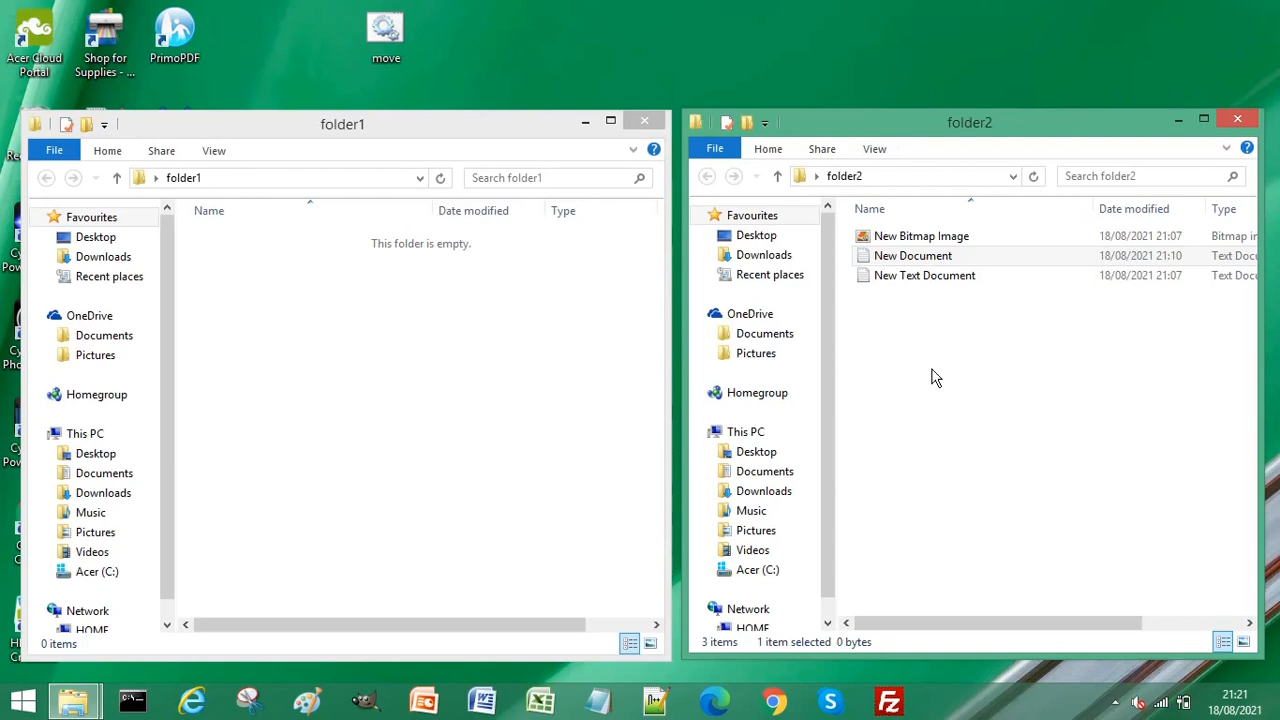 Acer Cloud
Portal
Shop for
Supplies - ...
PrimoPDF
move
folder1
File
Home
Share
View
folder1
Search folder1
Name
Date modified
Type
This folder is empty.
Favourites
Desktop
Downloads
Recent places
OneDrive
Documents
Pictures
Homegroup
This PC
Desktop
Documents
Downloads
Music
Pictures
Videos
Acer (C:)
Network
HOME
0 items
folder2
File
Home
Share
View
folder2
Search folder2
Name
Date modified
Type
New Bitmap Image 18/08/2021 21:07 Bitmap in
New Document 18/08/2021 21:10 Text Docu
New Text Document 18/08/2021 21:07 Text Docu
Favourites
Desktop
Downloads
Recent places
OneDrive
Documents
Pictures
Homegroup
This PC
Desktop
Documents
Downloads
Music
Pictures
Videos
Acer (C:)
Network
HOME
3 items 1 item selected 0 bytes
21:21
18/08/2021